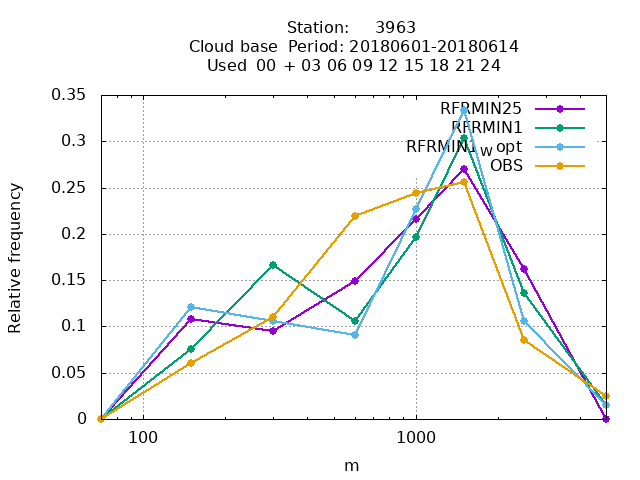 Station: 3963
Cloud base Period: 20180601-20180614
Used 00 + 03 06 09 12 15 18 21 24
0.35
0.3
0.25
0.2
0.15
0.1
0.05
0
100
1000
Relative frequency
m
RFRMIN25
RFRMIN1
RFRMIN1_w opt
OBS